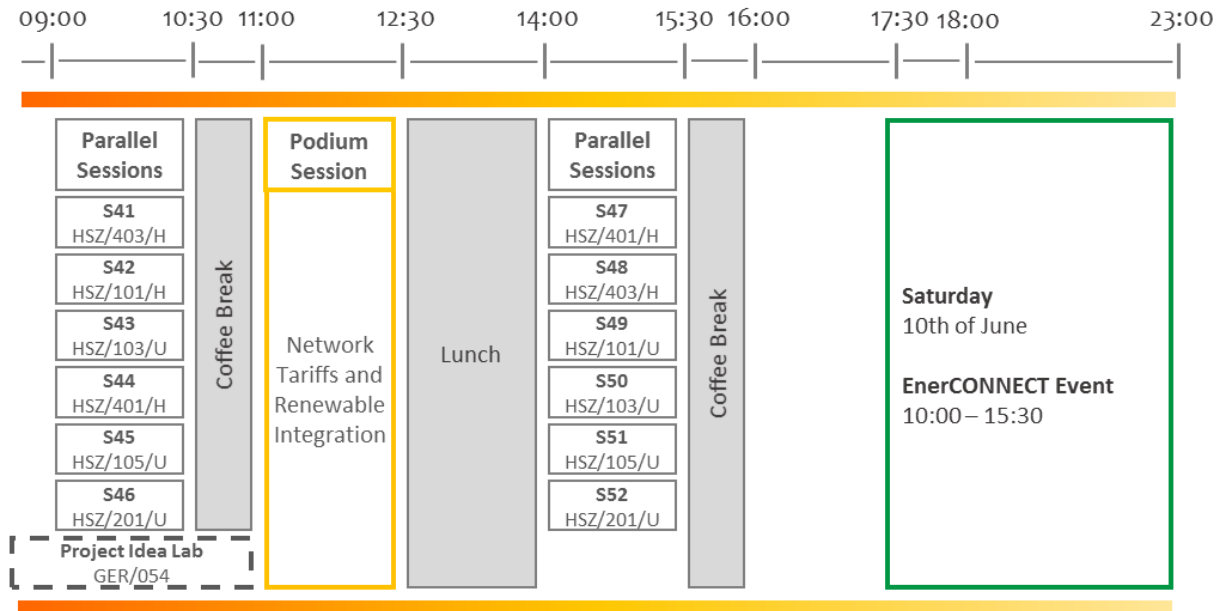 09:00 10:30 11:00 12:30 14:00 15:30 16:00 17:30 18:00 23:00
Parallel
Sessions
S41
HSZ/403/H
S42
HSZ/101/H
S43
HSZ/103/U
S44
HSZ/401/H
S45
HSZ/105/U
S46
HSZ/201/U
Project Idea Lab
GER/054
Coffee Break
Podium
Session
Network
Tariffs and
Renewable
Integration
Lunch
Parallel
Sessions
S47
HSZ/401/H
S48
HSZ/403/H
S49
HSZ/101/U
S50
HSZ/103/U
S51
HSZ/105/U
S52
HSZ/201/U
Coffee Break
Saturday
10th of June
EnerCONNECT Event
10:00 – 15:30